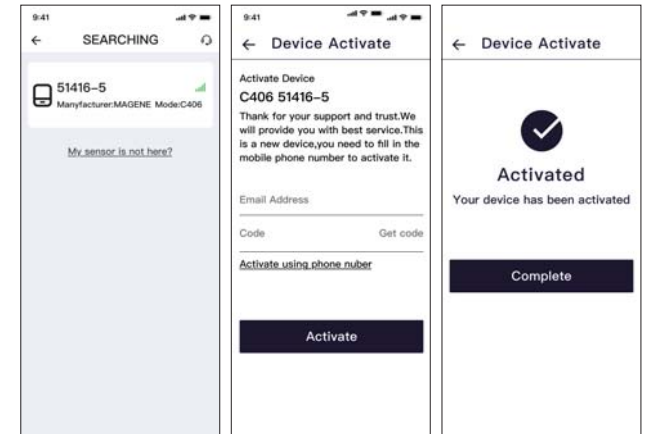 9:41
SEARCHING
51416-5
Manyfacturer:MAGENE Mode:C406
My sensor is not here?
9:41
Device Activate
Activate Device
C406 51416-5
Thank for your support and trust.We
will provide you with best service.This
is a new device,you need to fill in the
mobile phone number to activate it.
Email Address
Code Get code
Activate using phone nuber
Activate
Device Activate
Activated
Your device has been activated
Complete